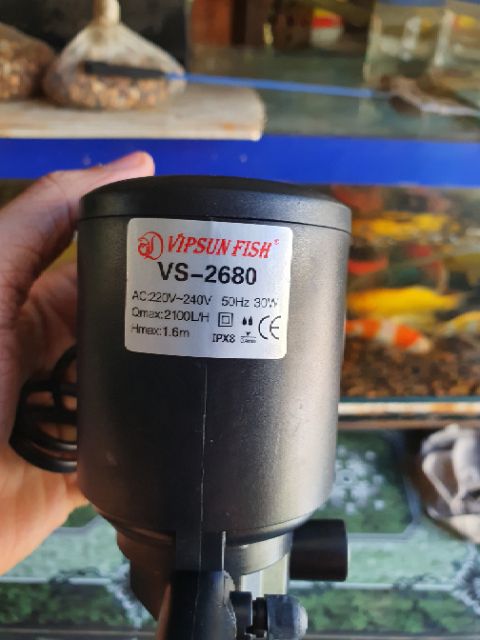 VIPSUN FISH®
VS-2680
AC:220V~240V 50Hz 30W
Qmax:2100L/H
Hmax:1.6m IPX8 CE